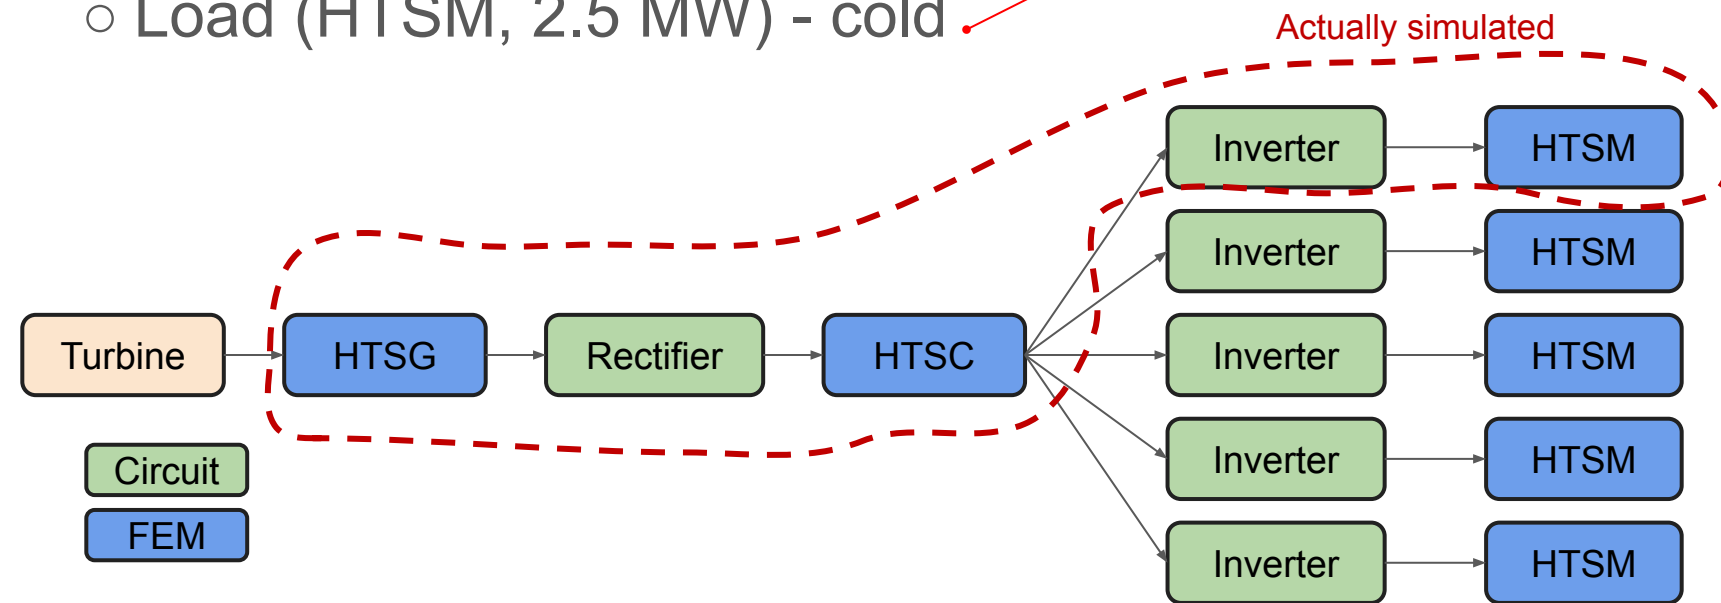 ○ Load (HTSM, 2.5 MW) - cold
Actually simulated
Inverter HTSM
Inverter HTSM
Turbine HTSG Rectifier HTSC Inverter HTSM
Circuit
Inverter HTSM
FEM
Inverter HTSM